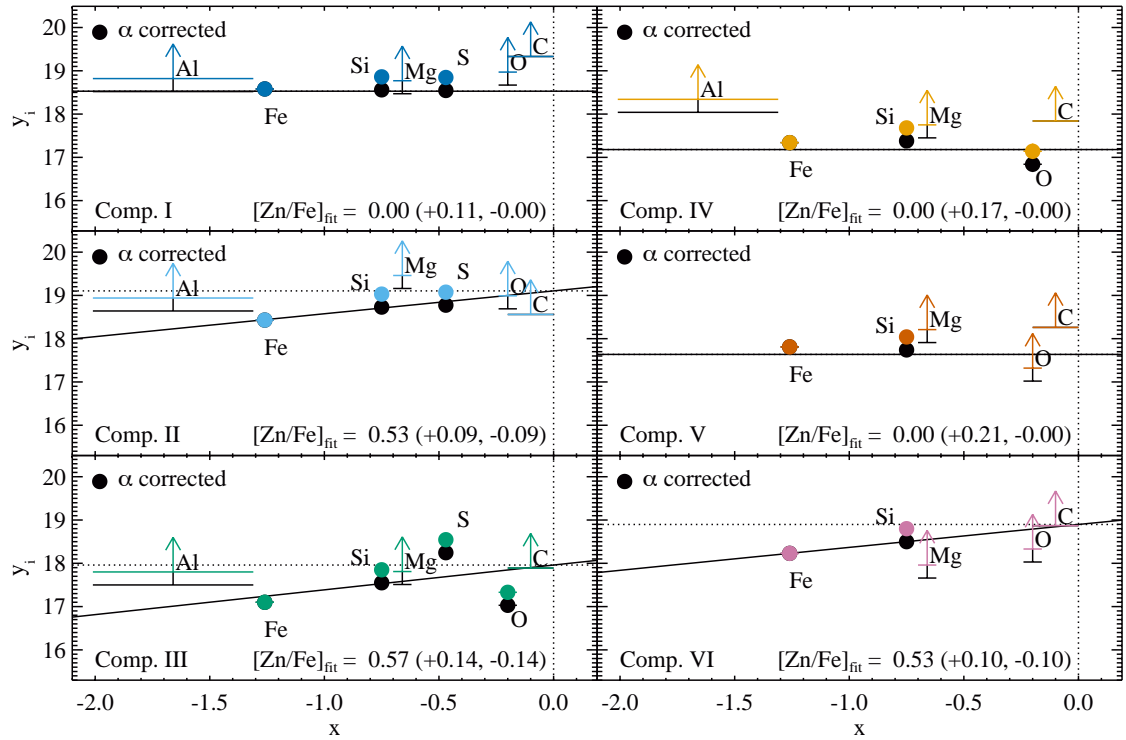 α corrected
α corrected
20
19
18
17
16
y_i
Al
Fe
Si
Mg
S
O
C
Comp. I
[Zn/Fe]_fit = 0.00 (+0.11, -0.00)
Al
Fe
Si
Mg
C
O
Comp. IV
[Zn/Fe]_fit = 0.00 (+0.17, -0.00)
α corrected
α corrected
20
19
18
17
16
y_i
Al
Fe
Si
Mg
S
O
C
Comp. II
[Zn/Fe]_fit = 0.53 (+0.09, -0.09)
Fe
Si
Mg
C
O
Comp. V
[Zn/Fe]_fit = 0.00 (+0.21, -0.00)
α corrected
α corrected
20
19
18
17
16
y_i
Al
Fe
Si
Mg
S
C
O
Comp. III
[Zn/Fe]_fit = 0.57 (+0.14, -0.14)
Fe
Si
Mg
C
O
Comp. VI
[Zn/Fe]_fit = 0.53 (+0.10, -0.10)
-2.0 -1.5 -1.0 -0.5 0.0
-2.0 -1.5 -1.0 -0.5 0.0
x
x